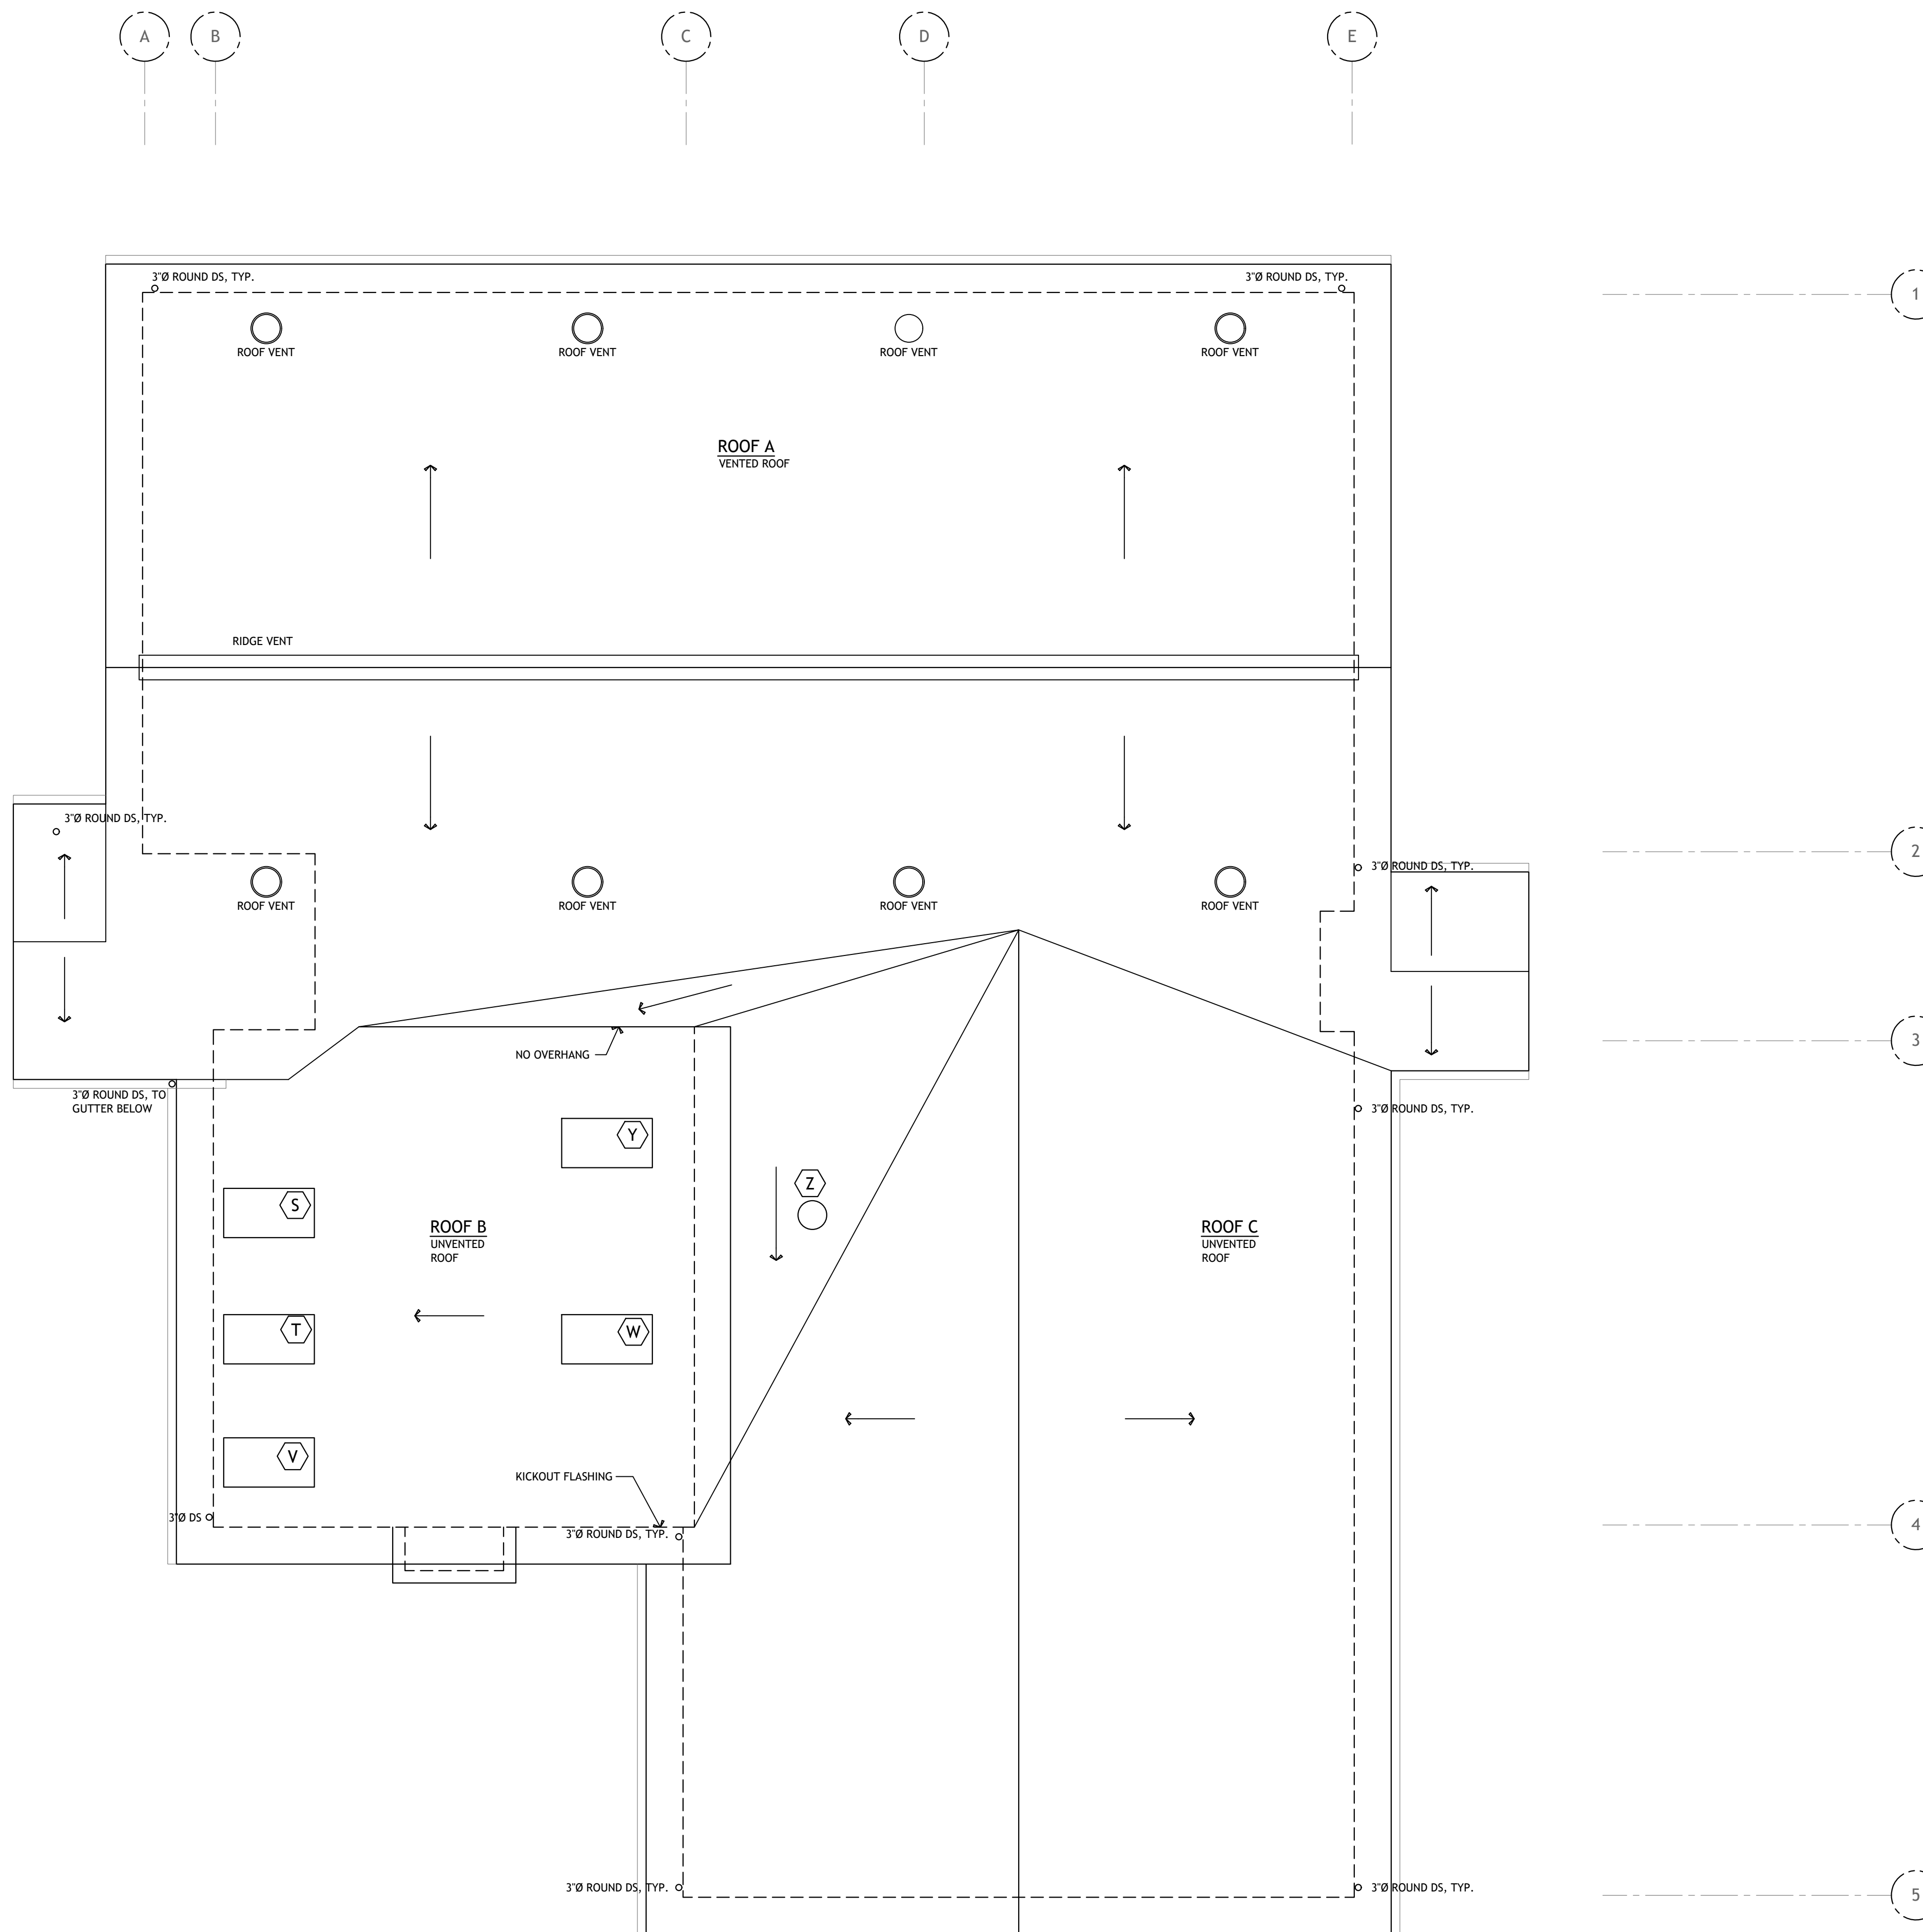 A
B
C
D
E
3"Ø ROUND DS, TYP.
3"Ø ROUND DS, TYP.
1
ROOF VENT
ROOF VENT
ROOF VENT
ROOF VENT
ROOF A
VENTED ROOF
RIDGE VENT
3"Ø ROUND DS, TYP.
2
3"Ø ROUND DS, TYP.
ROOF VENT
ROOF VENT
ROOF VENT
ROOF VENT
3
NO OVERHANG
3"Ø ROUND DS, TO
GUTTER BELOW
3"Ø ROUND DS, TYP.
Y
Z
S
ROOF B
UNVENTED
ROOF
ROOF C
UNVENTED
ROOF
T
W
V
KICKOUT FLASHING
3"Ø DS
3"Ø ROUND DS, TYP.
4
3"Ø ROUND DS, TYP.
3"Ø ROUND DS, TYP.
5